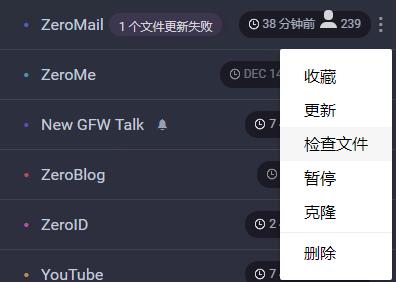 ZeroMail 1 个文件更新失败 38 分钟前 239
ZeroMe DEC 14
收藏
更新
New GFW Talk 7
检查文件
ZeroBlog
暂停
克隆
ZeroID 2
删除
YouTube 7